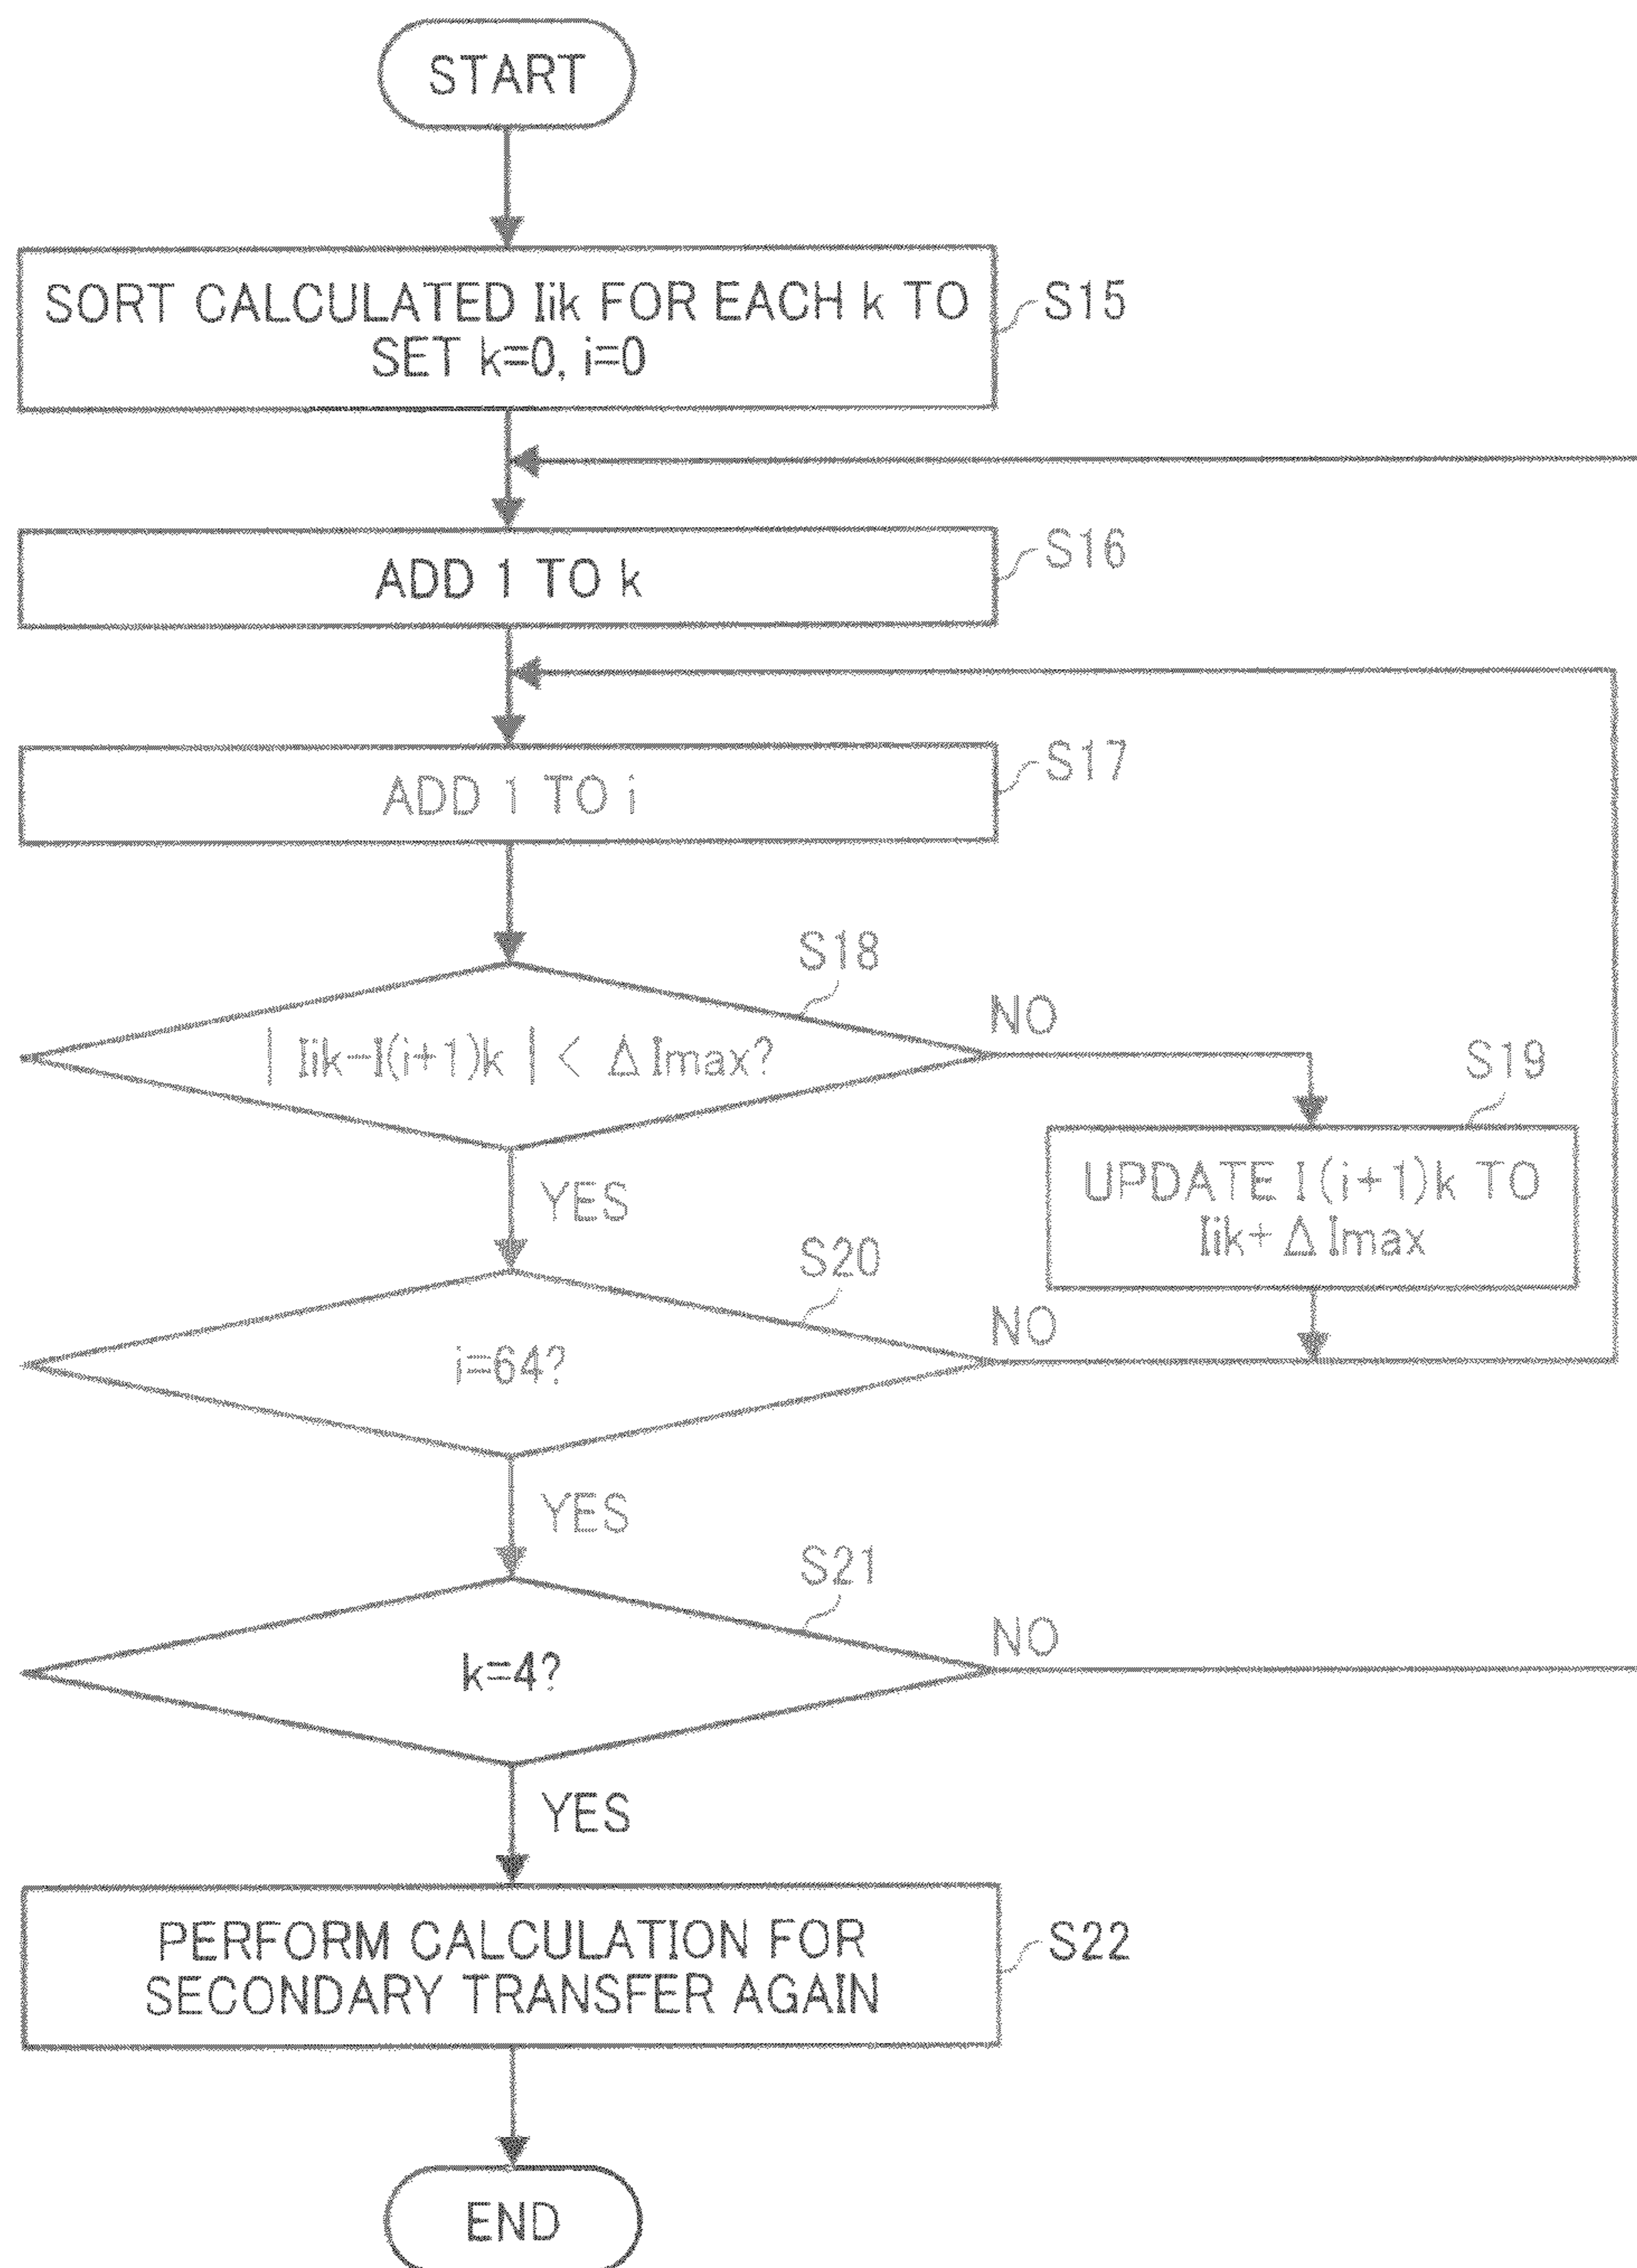 START
SORT CALCULATED Iik FOR EACH k TO
SET k=0, i=0
S15
ADD 1 TO k
S16
ADD 1 TO i
S17
S18
| Iik-I(i+1)k | < ΔImax?
NO
YES
S19
UPDATE I(i+1)k TO
Iik+ΔImax
S20
i=64?
NO
YES
S21
k=4?
NO
YES
PERFORM CALCULATION FOR
SECONDARY TRANSFER AGAIN
S22
END